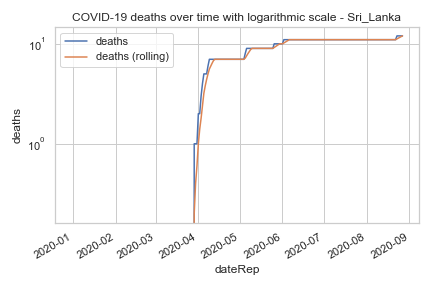 COVID-19 deaths over time with logarithmic scale - Sri_Lanka
deaths
deaths (rolling)
10¹
10⁰
deaths
2020-01
2020-02
2020-03
2020-04
2020-05
2020-06
2020-07
2020-08
2020-09
dateRep